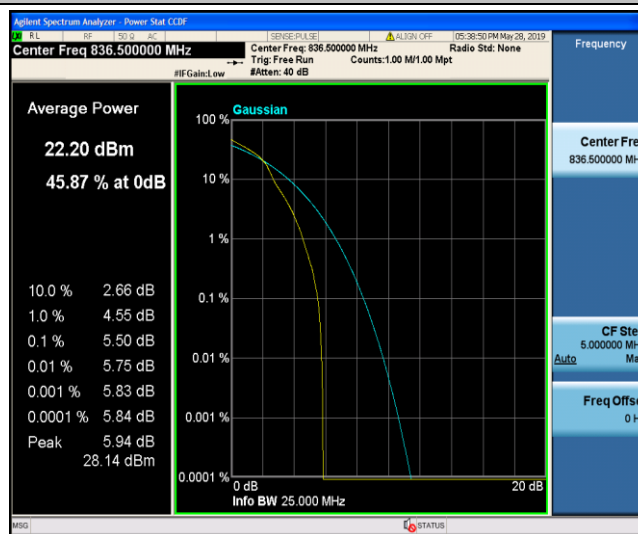 Agilent Spectrum Analyzer - Power Stat CCDF
RL RF 50 Ω AC SENSE:PULSE ALIGN OFF 05:38:50 PM May 28, 2019
Center Freq 836.500000 MHz
Center Freq: 836.500000 MHz Radio Std: None
Trig: Free Run Counts:1.00 M/1.00 Mpt
#IFGain:Low #Atten: 40 dB
Frequency
Average Power
22.20 dBm
45.87 % at 0dB
10.0 % 2.66 dB
1.0 % 4.55 dB
0.1 % 5.50 dB
0.01 % 5.75 dB
0.001 % 5.83 dB
0.0001 % 5.84 dB
Peak 5.94 dB
28.14 dBm
Gaussian
100 %
10 %
1 %
0.1 %
0.01 %
0.001 %
0.0001 %
0 dB 20 dB
Info BW 25.000 MHz
Center Fre
836.500000 MH
CF Ste
5.000000 MH
Auto Ma
Freq Offse
0 H
MSG STATUS